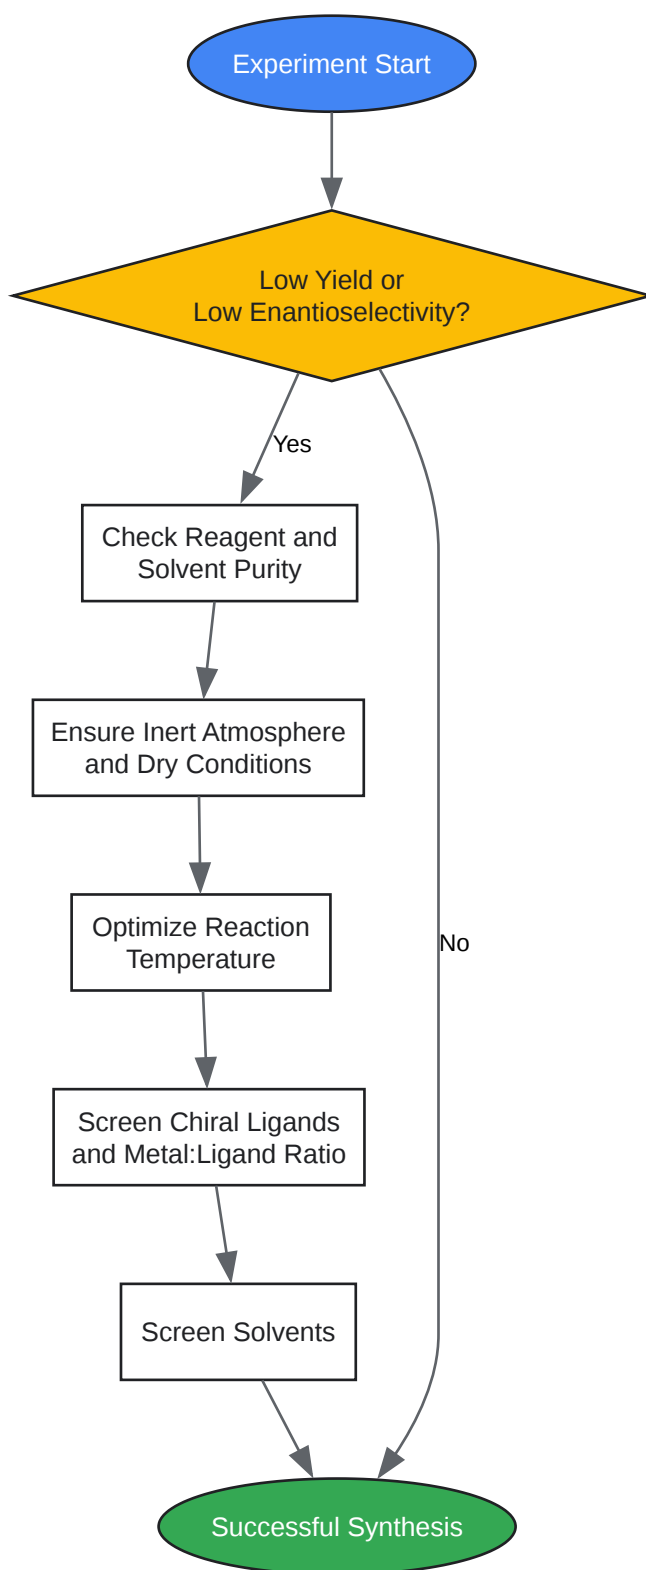 Experiment Start
Low Yield or
Low Enantioselectivity?
Yes
Check Reagent and
Solvent Purity
Ensure Inert Atmosphere
and Dry Conditions
Optimize Reaction
Temperature
No
Screen Chiral Ligands
and Metal:Ligand Ratio
Screen Solvents
Successful Synthesis